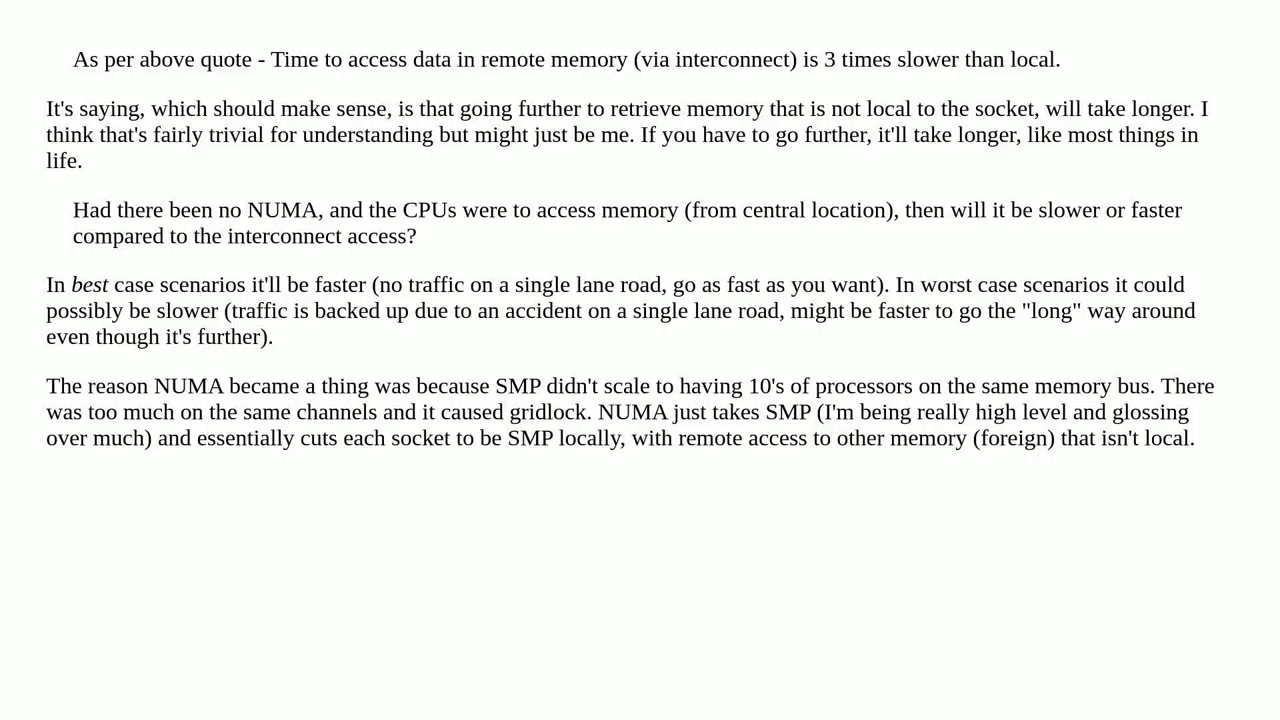 As per above quote - Time to access data in remote memory (via interconnect) is 3 times slower than local.
It's saying, which should make sense, is that going further to retrieve memory that is not local to the socket, will take longer. I
think that's fairly trivial for understanding but might just be me. If you have to go further, it'll take longer, like most things in
life.
Had there been no NUMA, and the CPUs were to access memory (from central location), then will it be slower or faster
compared to the interconnect access?
In best case scenarios it'll be faster (no traffic on a single lane road, go as fast as you want). In worst case scenarios it could
possibly be slower (traffic is backed up due to an accident on a single lane road, might be faster to go the "long" way around
even though it's further).
The reason NUMA became a thing was because SMP didn't scale to having 10's of processors on the same memory bus. There
was too much on the same channels and it caused gridlock. NUMA just takes SMP (I'm being really high level and glossing
over much) and essentially cuts each socket to be SMP locally, with remote access to other memory (foreign) that isn't local.